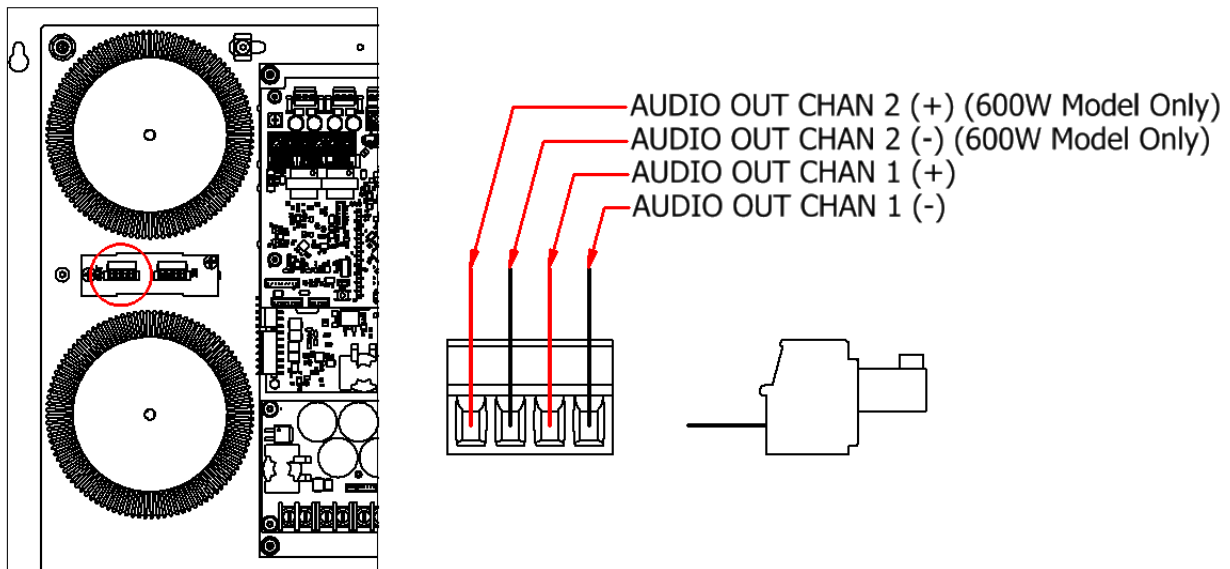 AUDIO OUT CHAN 2 (+) (600W Model Only)
AUDIO OUT CHAN 2 (-) (600W Model Only)
AUDIO OUT CHAN 1 (+)
AUDIO OUT CHAN 1 (-)